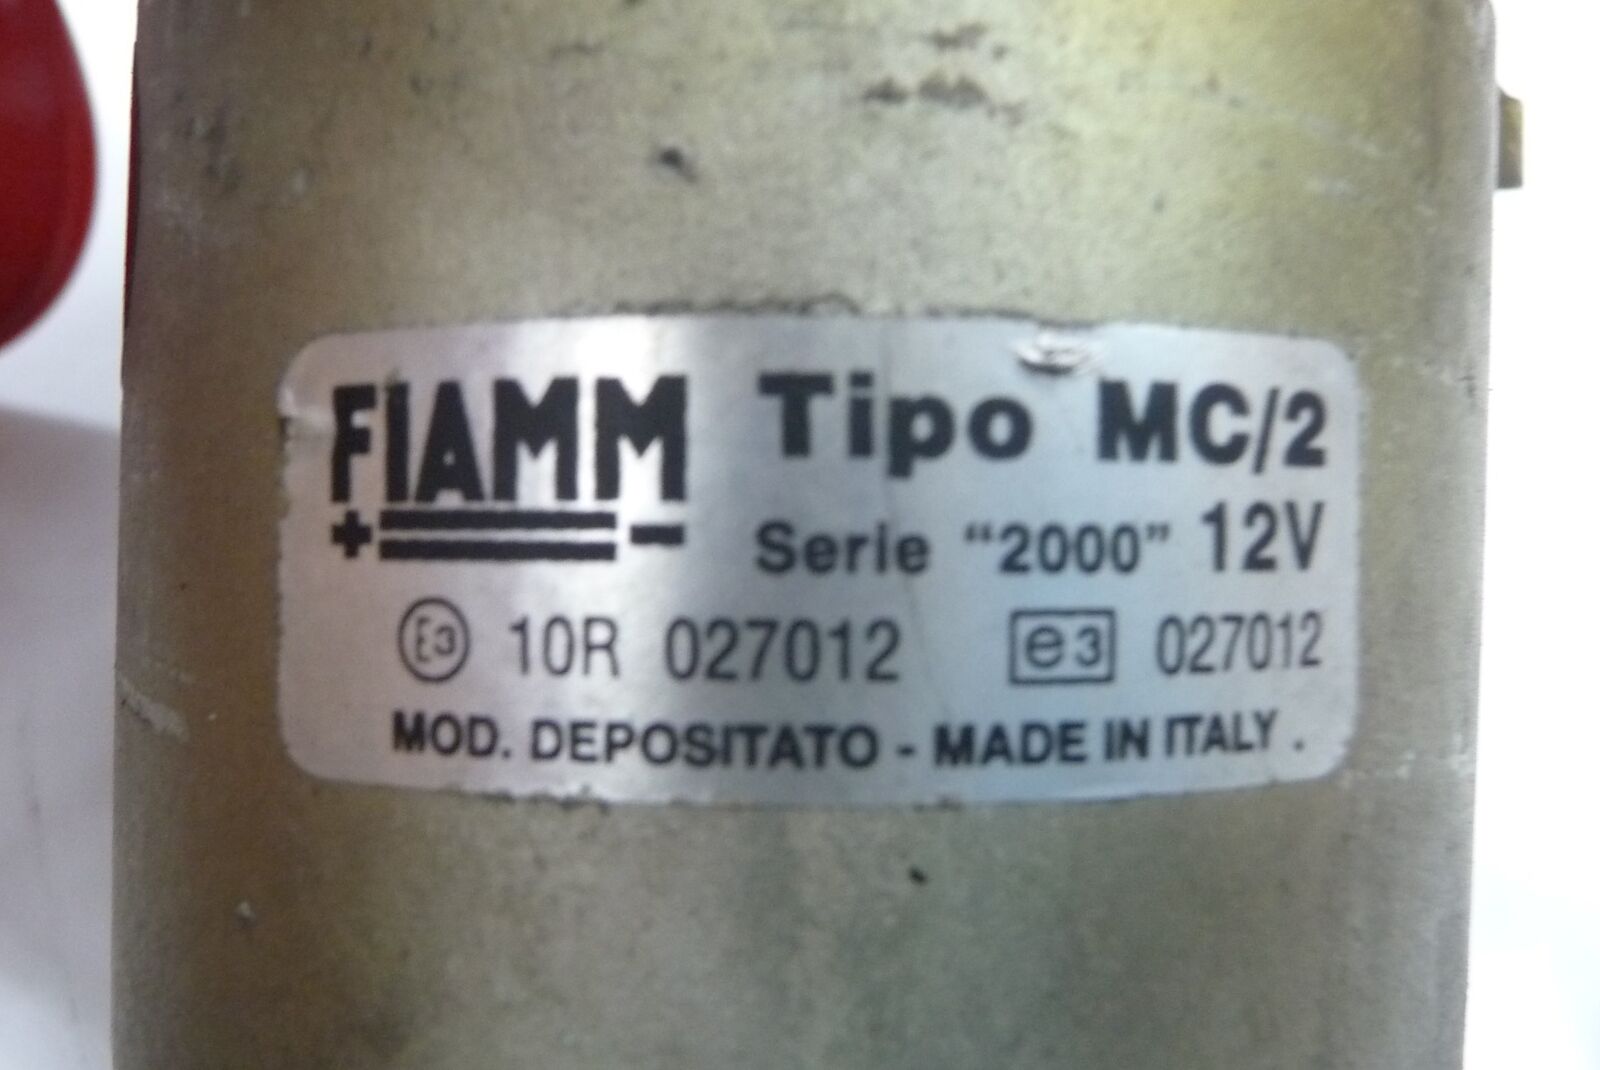 FIAMM Tipo MC/2
+ - Serie "2000" 12V
E3 10R 027012 e3 027012
MOD. DEPOSITATO - MADE IN ITALY.